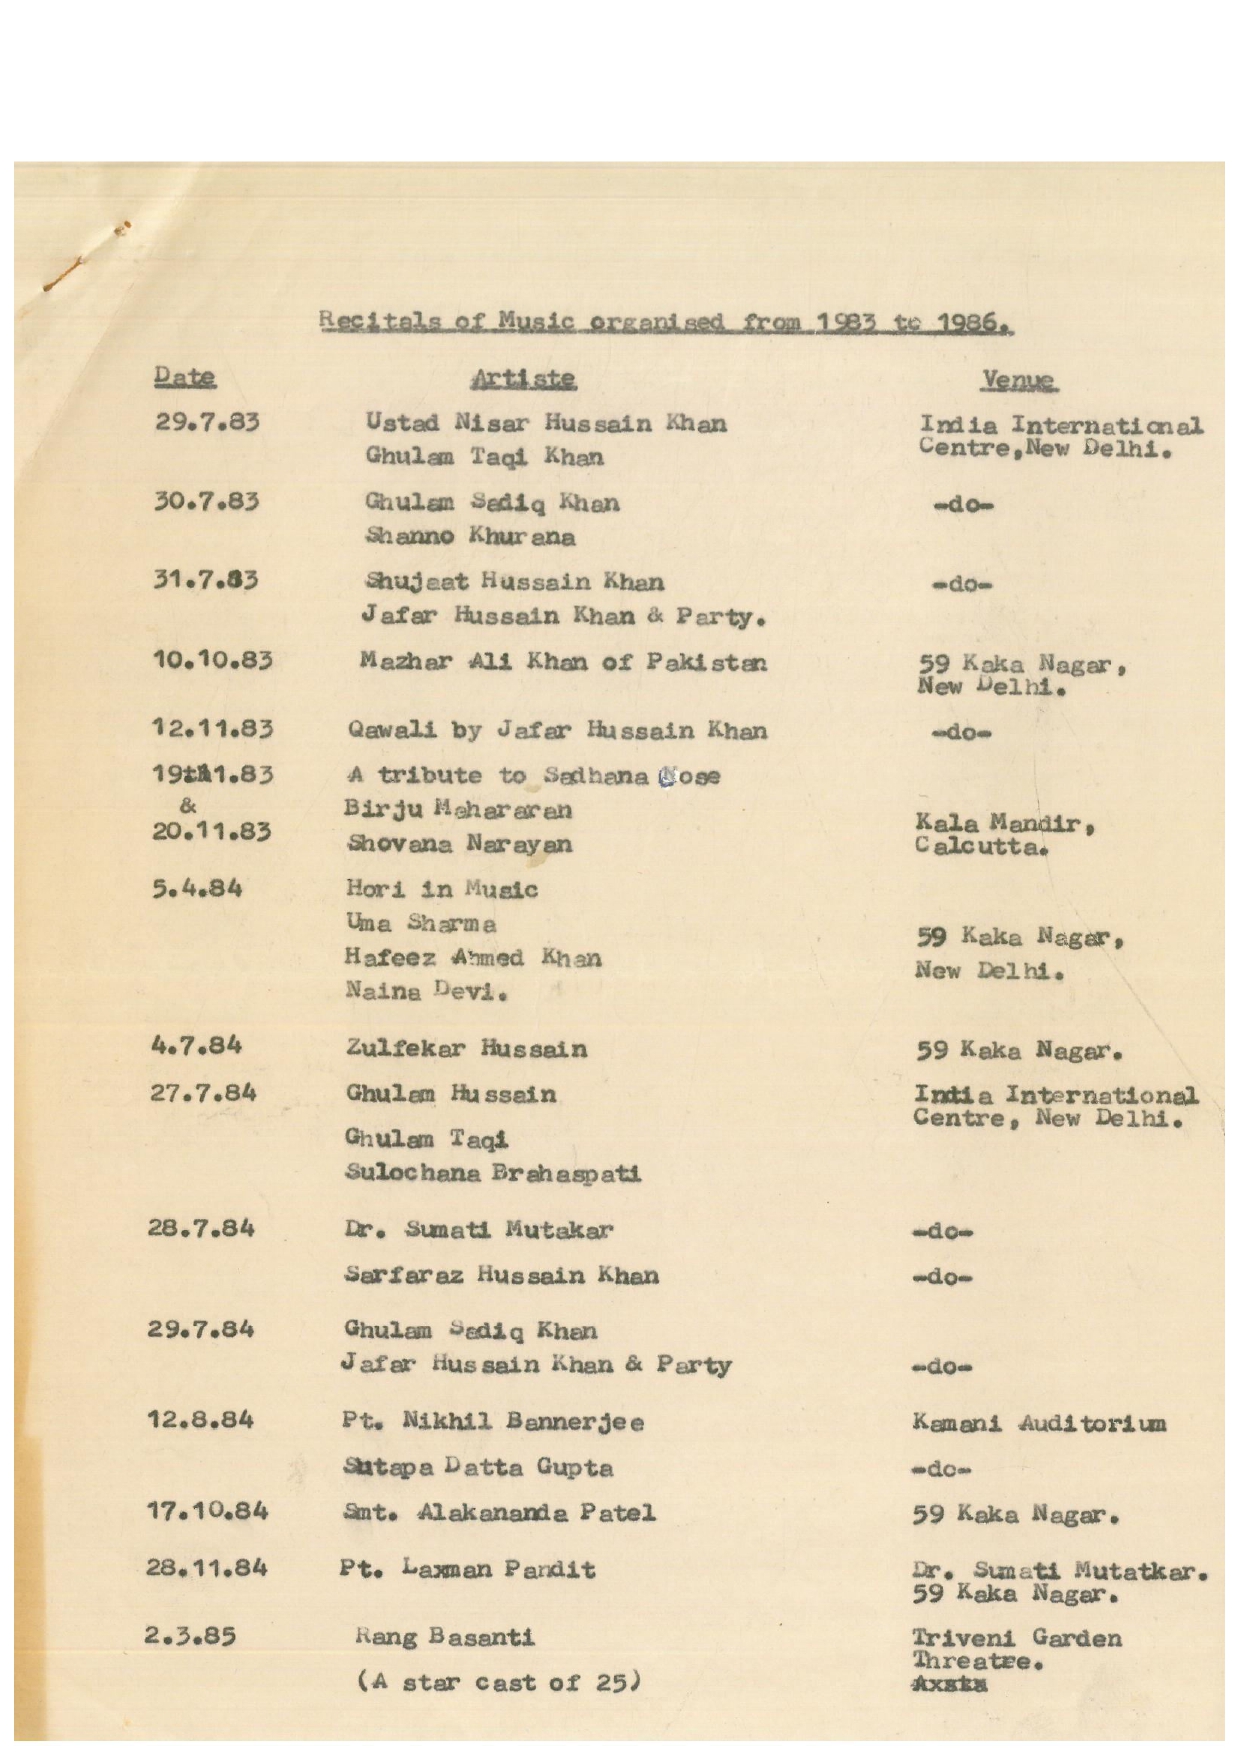 Recitals of Music organised from 1983 to 1986.
Date Artiste Venue
29.7.83 Ustad Nisar Hussain Khan India International
Ghulam Taqi Khan Centre,New Delhi.
30.7.83 Ghulam Sadiq Khan -do-
Shanno Khurana
31.7.83 Shujaat Hussain Khan -do-
Jafar Hussain Khan & Party.
10.10.83 Mazhar Ali Khan of Pakistan 59 Kaka Nagar,
New Delhi.
12.11.83 Qawali by Jafar Hussain Khan -do-
A tribute to Sadhana
& Birju Mahararan
20.11.83 Shovana Narayan Kala Mandir,
Calcutta.
5.4.84 Hori in Music
Uma Sharma
Hafeez Ahmed Khan 59 Kaka Nagar,
Naina Devi. New Delhi.
4.7.84 Zulfekar Hussain 59 Kaka Nagar.
27.7.84 Ghulam Hussain India International
Centre, New Delhi.
Ghulam Taqi
Sulochana Brahaspati
28.7.84 Dr. Sumati Mutakar -do-
Sarfaraz Hussain Khan -do-
29.7.84 Ghulam Sadiq Khan
Jafar Hussain Khan & Party -do-
12.8.84 Pt. Nikhil Bannerjee Kamani Auditorium
Sutapa Datta Gupta -do-
17.10.84 Smt. Alakananda Patel 59 Kaka Nagar.
28.11.84 Pt. Laxman Pandit Dr. Sumati Mutatkar.
59 Kaka Nagar.
2.3.85 Rang Basanti Triveni Garden
Threatre.
(A star cast of 25)